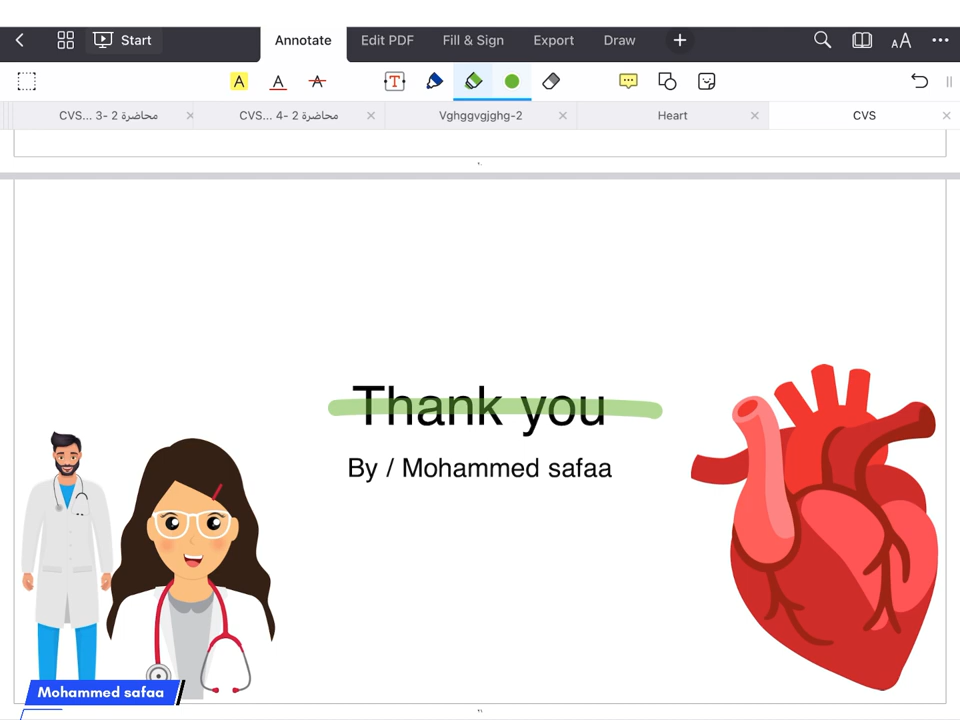 Start
Annotate
Edit PDF
Fill & Sign
Export
Draw
AA
A A A T
CVS... محاضرة 2 -3
CVS... محاضرة 2 -4
Vghggvgjghg-2
Heart
CVS
Thank you
By / Mohammed safaa
Mohammed safaa